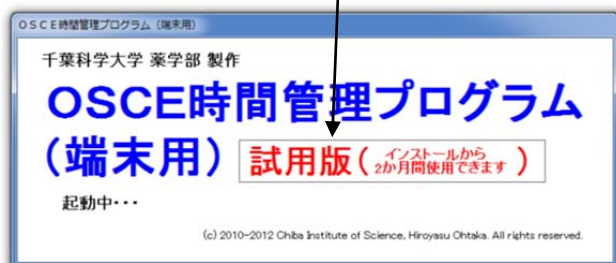 OSCE時間管理プログラム（端末用）
千葉科学大学 薬学部 製作
OSCE時間管理プログラム
（端末用）
試用版（インストールから2か月間使用できます）
起動中・・・
(c) 2010-2012 Chiba Institute of Science, Hiroyasu Ohtaka. All rights reserved.